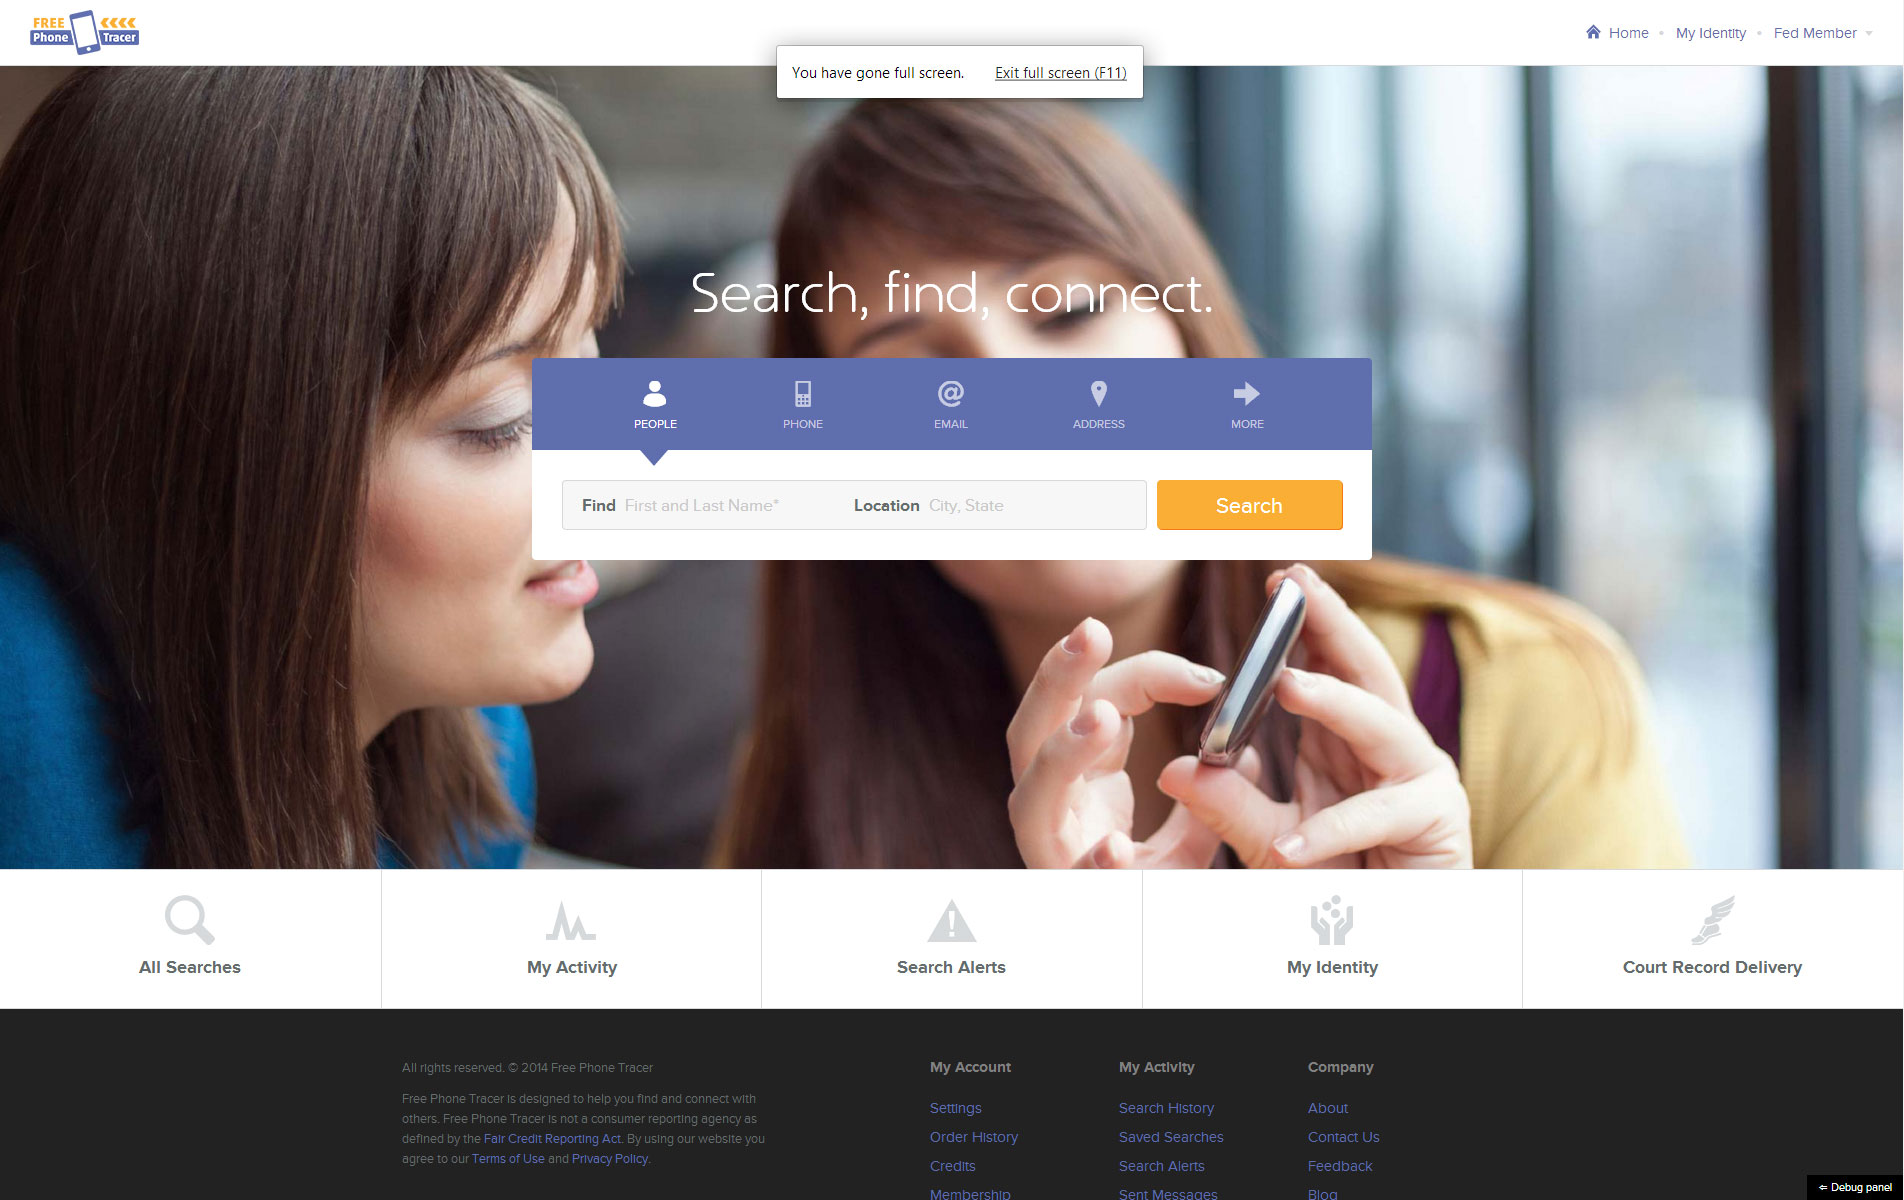 FREE
Phone Tracer
Home • My Identity • Fed Member
You have gone full screen. Exit full screen (F11)
Search, find, connect.
PEOPLE PHONE EMAIL ADDRESS MORE
Find First and Last Name* Location City, State Search
All Searches My Activity Search Alerts My Identity Court Record Delivery
All rights reserved. © 2014 Free Phone Tracer
Free Phone Tracer is designed to help you find and connect with
others. Free Phone Tracer is not a consumer reporting agency as
defined by the Fair Credit Reporting Act. By using our website you
agree to our Terms of Use and Privacy Policy.
My Account
Settings
Order History
Credits
Membership
My Activity
Search History
Saved Searches
Search Alerts
Sent Messages
Company
About
Contact Us
Feedback
Blog
⇐ Debug panel